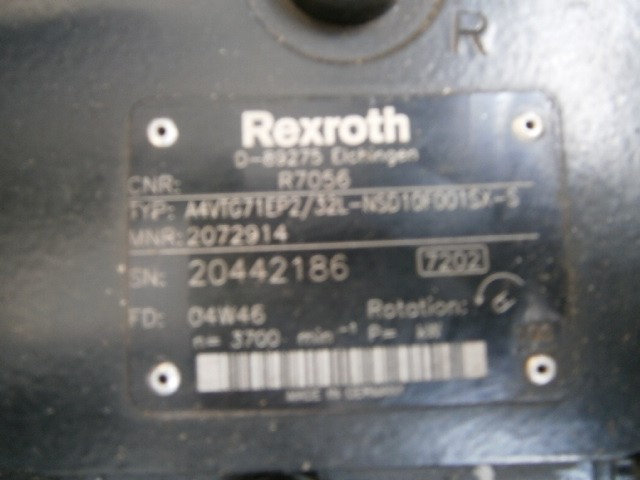 R
Rexroth
D-89275 Elchingen
CNR: R7056
TYP: A4VTG71EP2/32L-NSD10F001SX-S
MNR: 2072914
SN: 20442186 7202
FD: 04W46 Rotation:
n= 3700 min⁻¹ P= kW
MADE IN GERMANY